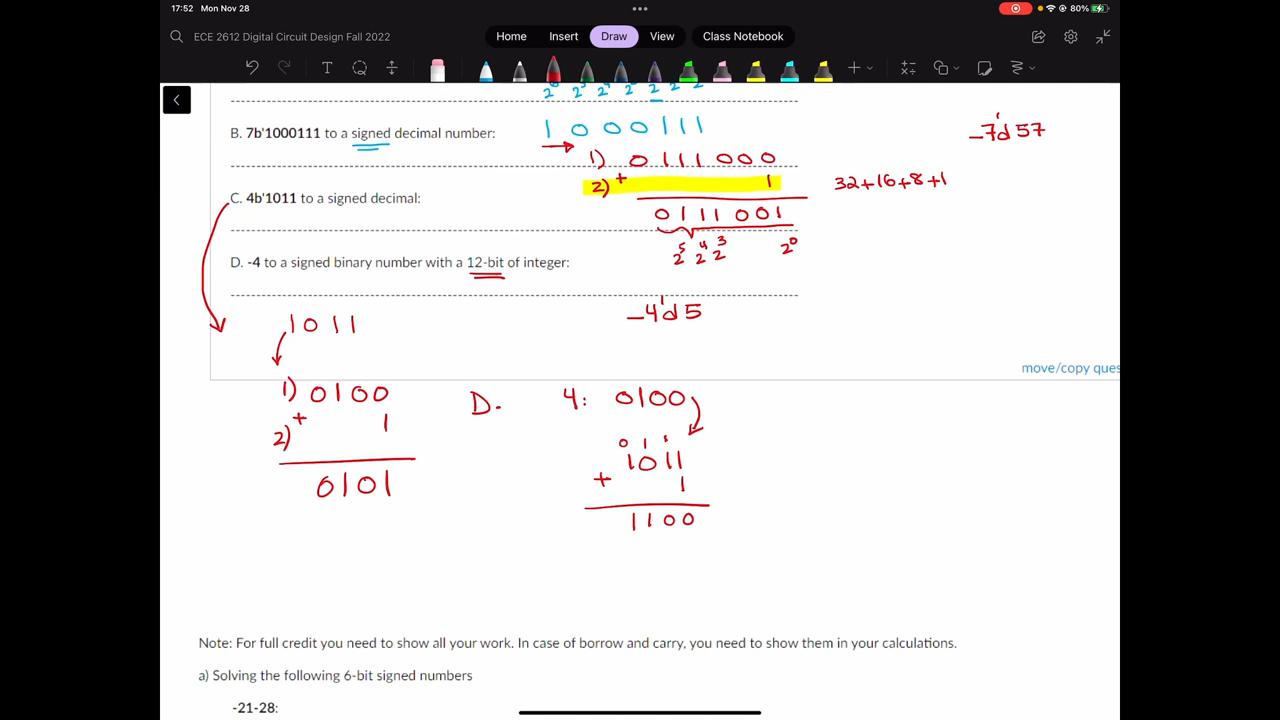 17:52 Mon Nov 28
80%
ECE 2612 Digital Circuit Design Fall 2022
Home Insert Draw View Class Notebook
B. 7b'1000111 to a signed decimal number:
1 0 0 0 1 1 1
-7'd 57
1) 0 1 1 1 0 0 0
2) + 1
32+16+8+1
0 1 1 1 0 0 1
2⁵ 2⁴ 2³ 2⁰
C. 4b'1011 to a signed decimal:
D. -4 to a signed binary number with a 12-bit of integer:
-4'd 5
1 0 1 1
move/copy ques
1) 0 1 0 0
2) + 1
0 1 0 1
D. 4: 0100
0 1 1
1011
+ 1
1 1 0 0
Note: For full credit you need to show all your work. In case of borrow and carry, you need to show them in your calculations.
a) Solving the following 6-bit signed numbers
-21-28: